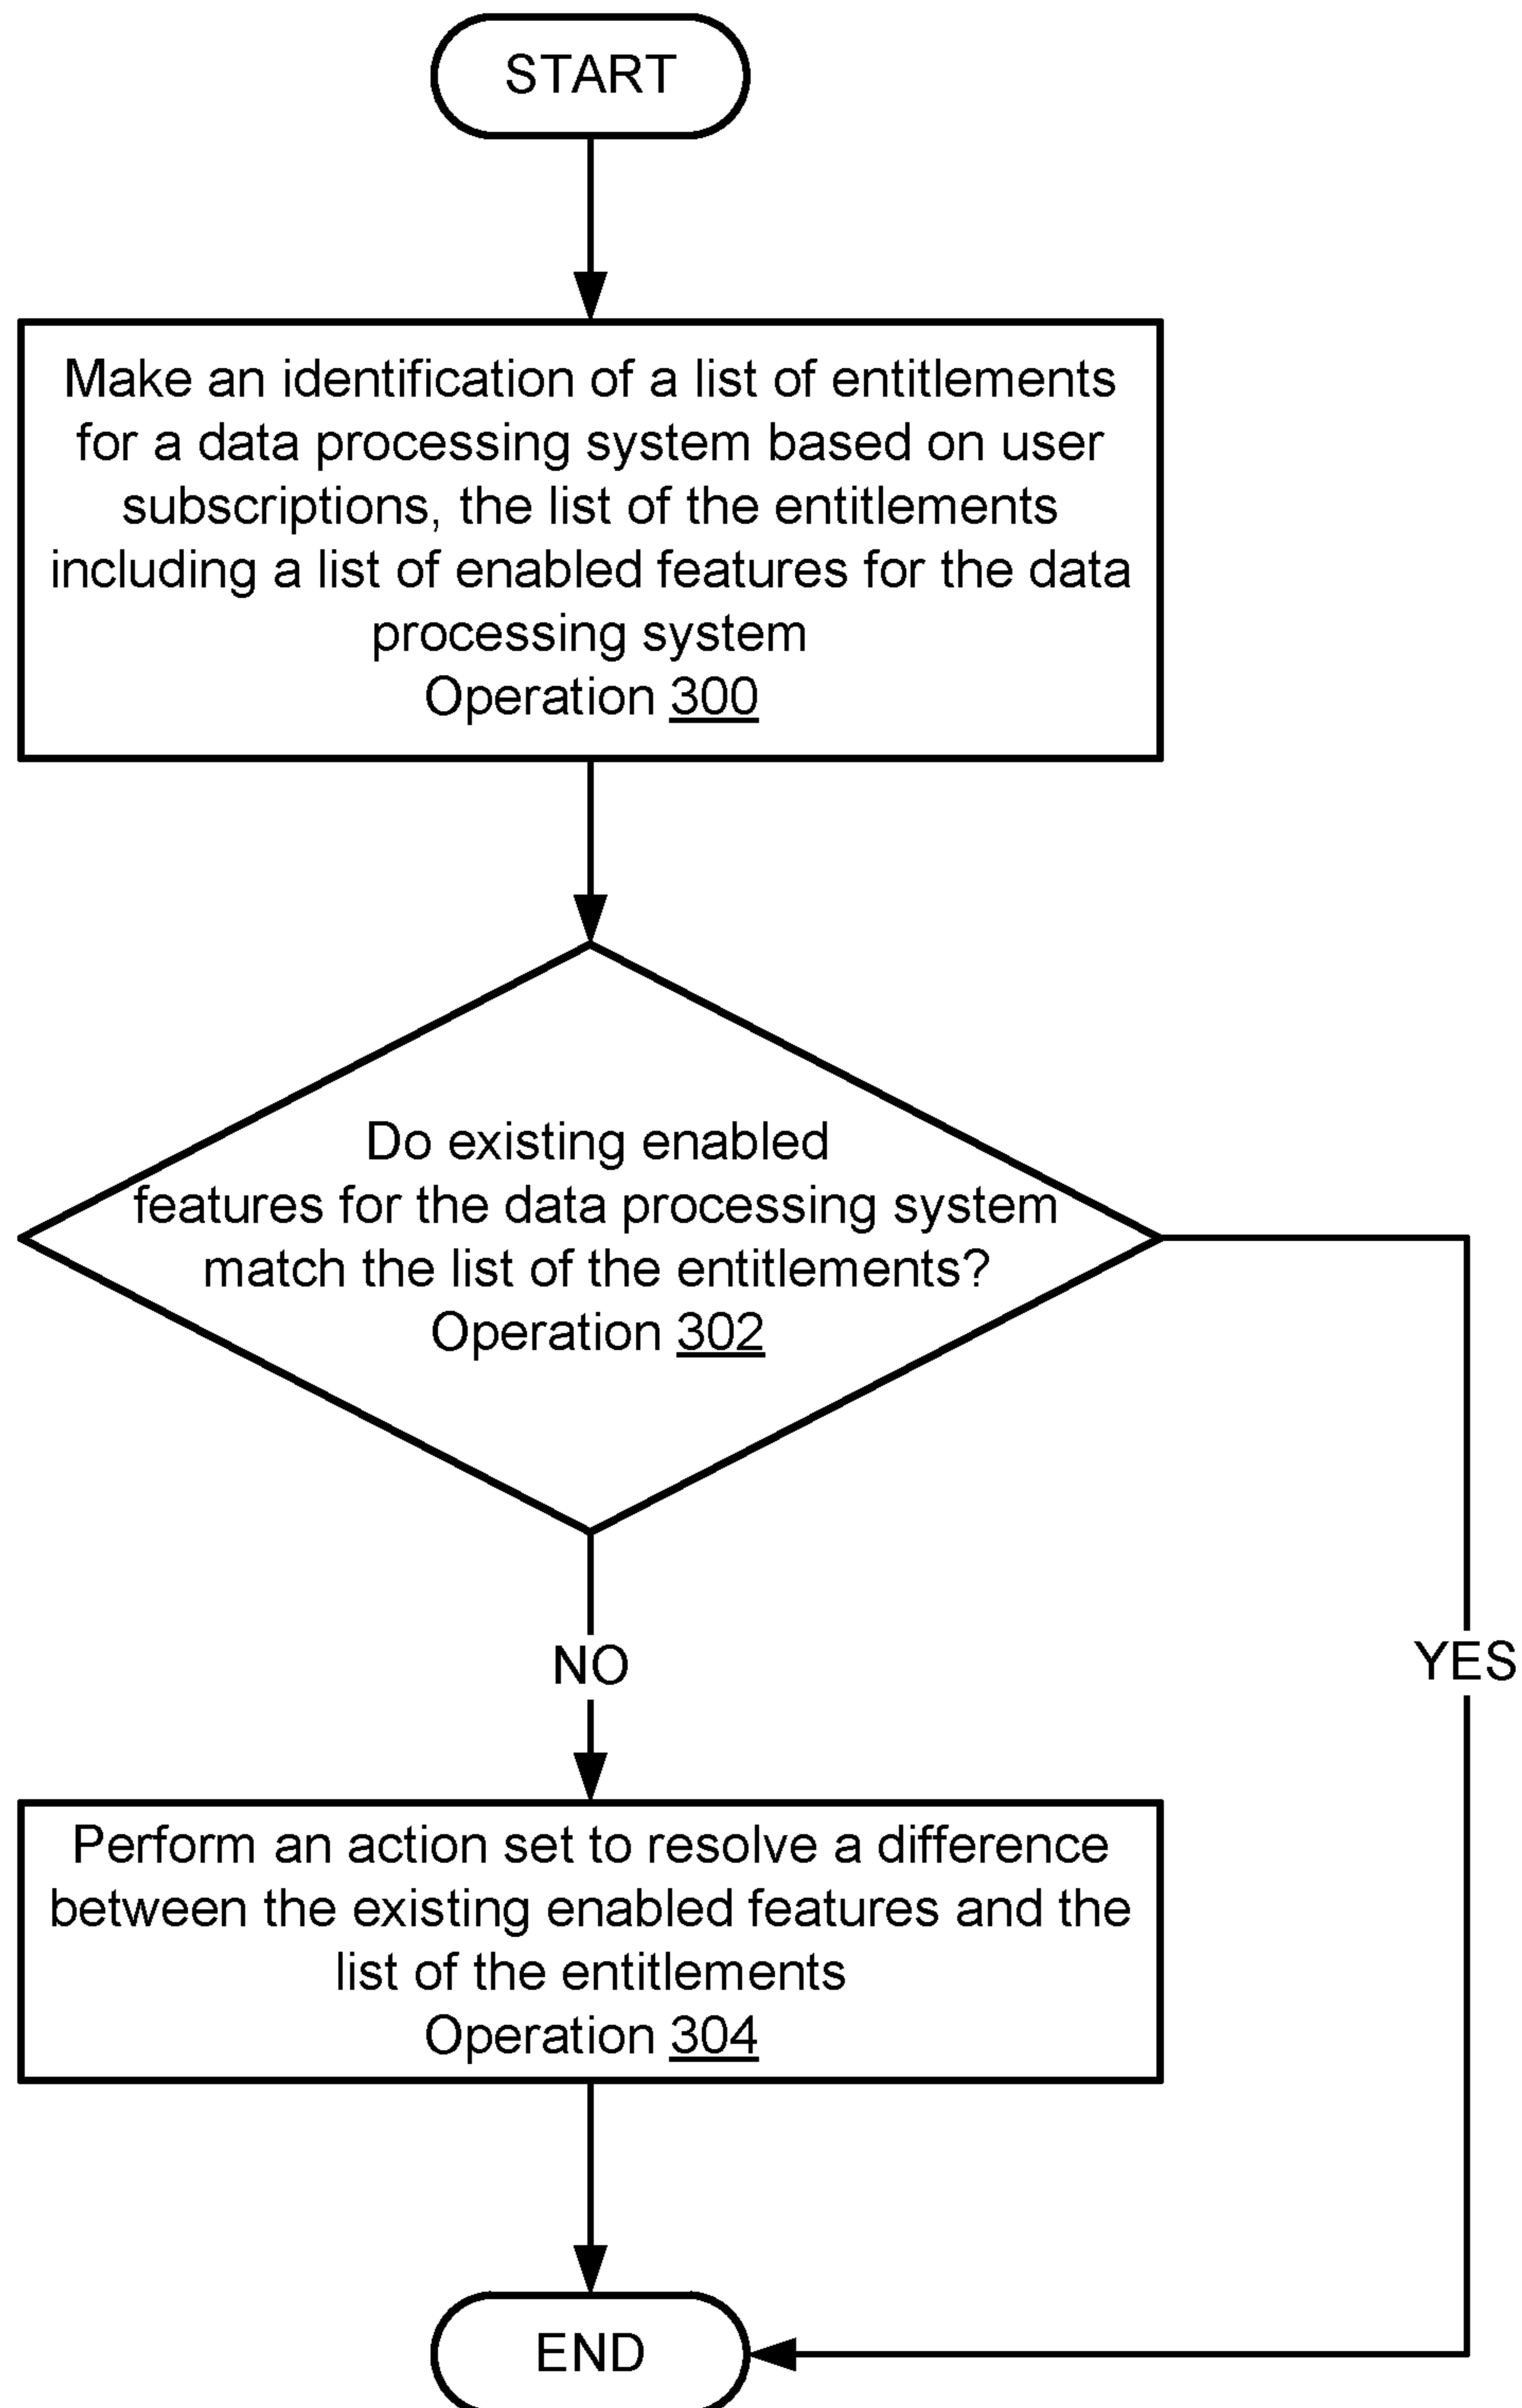 START
Make an identification of a list of entitlements
for a data processing system based on user
subscriptions, the list of the entitlements
including a list of enabled features for the data
processing system
Operation 300
Do existing enabled
features for the data processing system
match the list of the entitlements?
Operation 302
NO
YES
Perform an action set to resolve a difference
between the existing enabled features and the
list of the entitlements
Operation 304
END